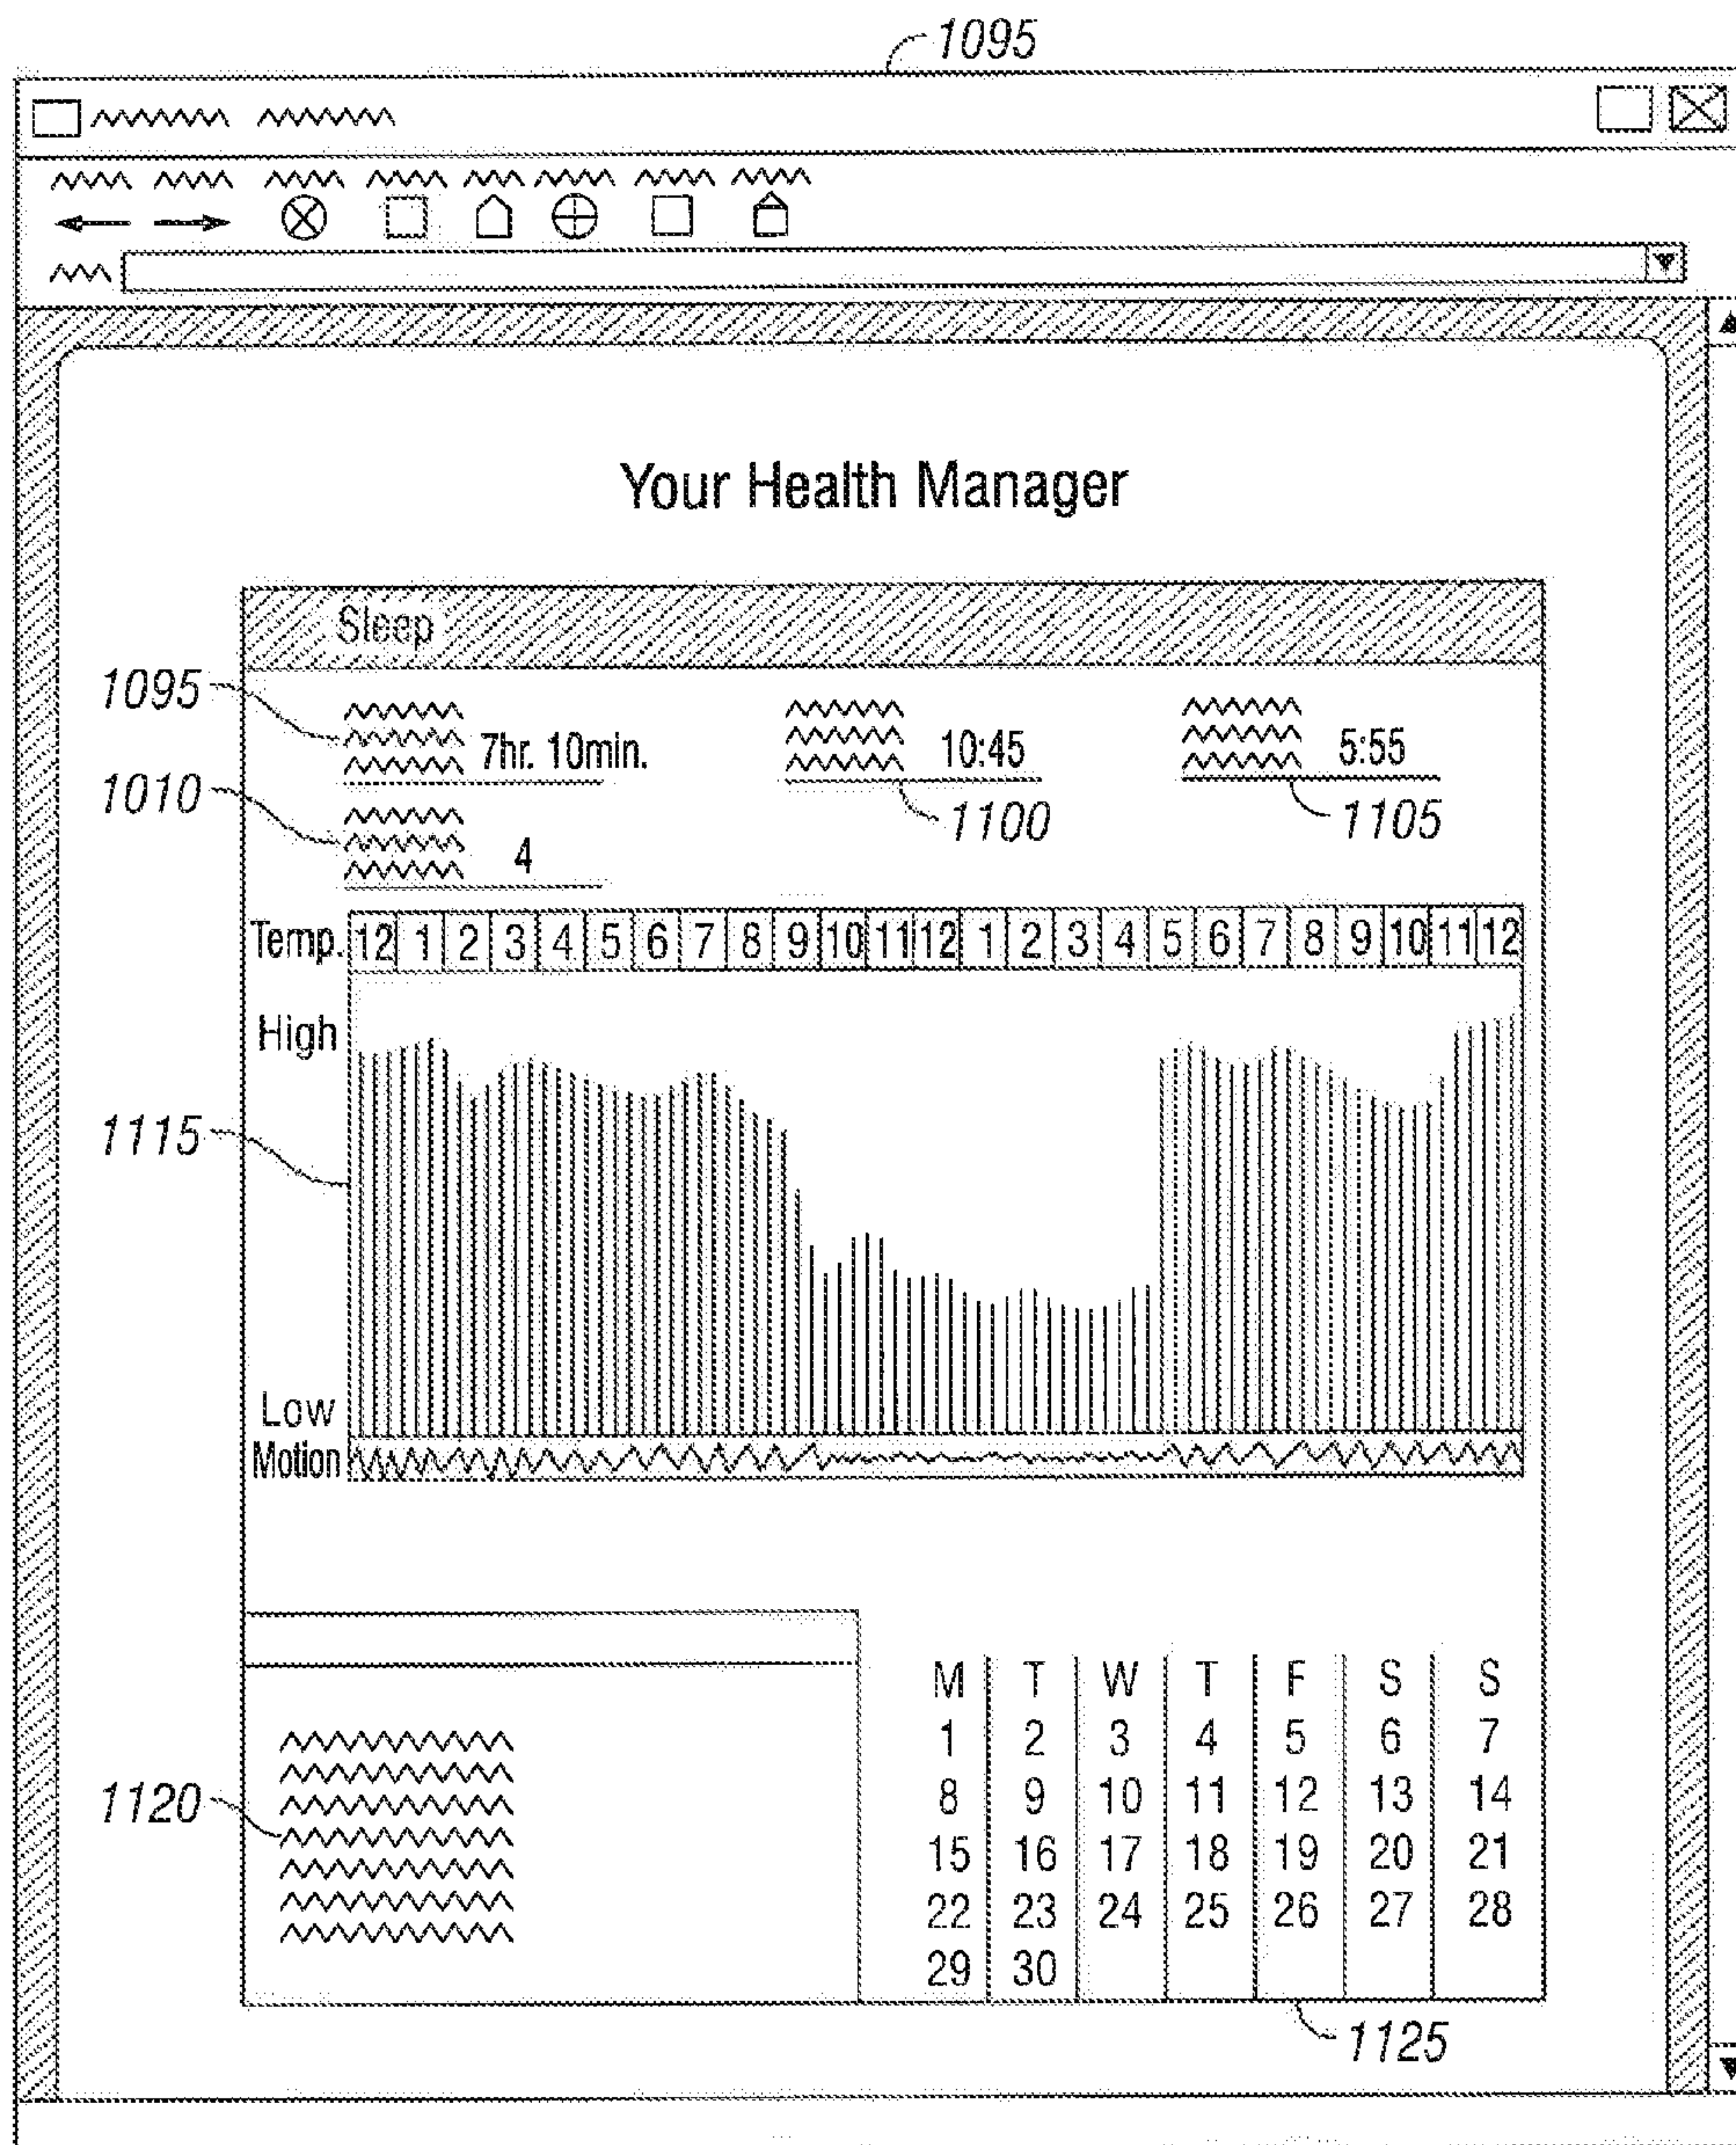 1095
Your Health Manager
Sleep
1095
7hr. 10min.
10:45
5:55
1010
4
1100
1105
Temp. 12 1 2 3 4 5 6 7 8 9 10 11 12 1 2 3 4 5 6 7 8 9 10 11 12
High
1115
Low
Motion
M T W T F S S
1 2 3 4 5 6 7
8 9 10 11 12 13 14
1120
15 16 17 18 19 20 21
22 23 24 25 26 27 28
29 30
1125